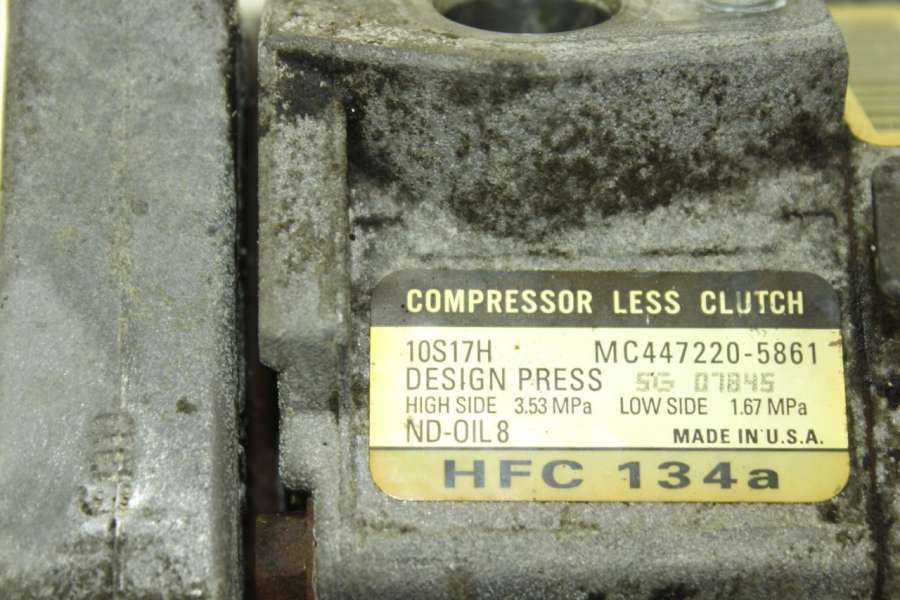 COMPRESSOR LESS CLUTCH
10S17H MC447220-5861
DESIGN PRESS 5G 07845
HIGH SIDE 3.53 MPa LOW SIDE 1.67 MPa
ND-OIL 8 MADE IN U.S.A.
HFC 134a